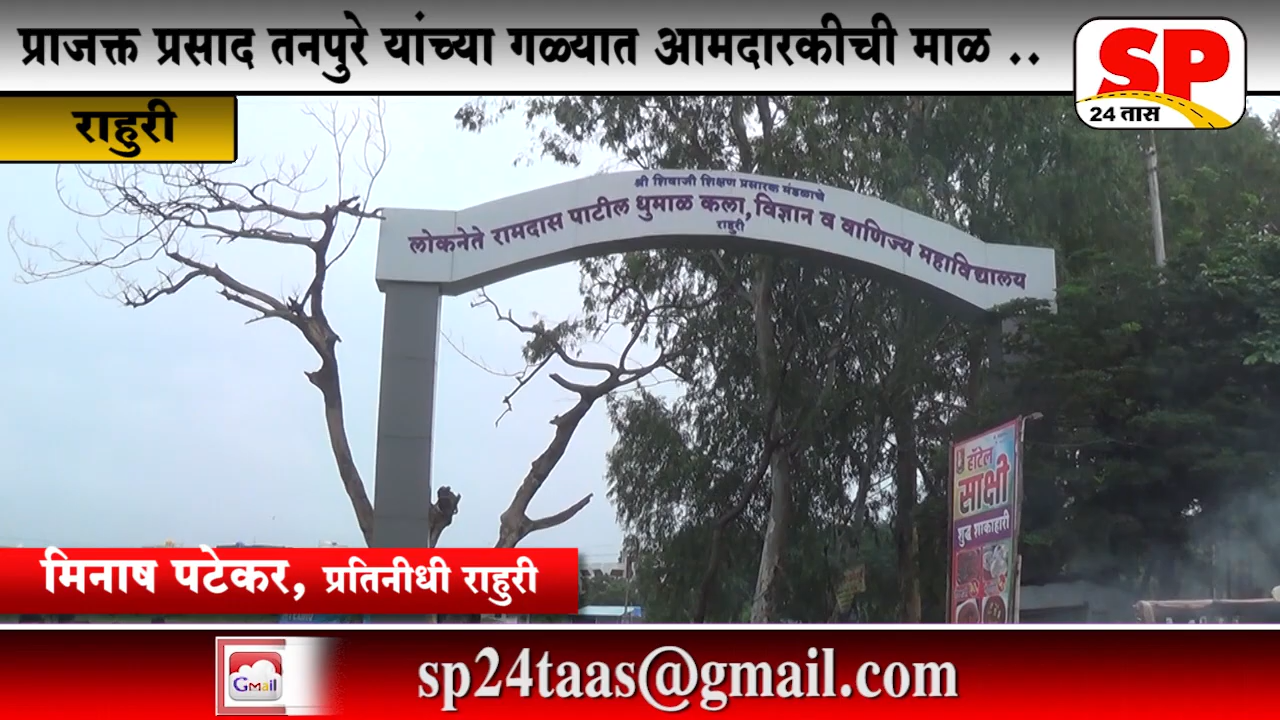 प्राजक्त प्रसाद तनपुरे यांच्या गळ्यात आमदारकीची माळ ..
SP
24 तास
राहुरी
श्री शिवाजी शिक्षण प्रसारक मंडळाचे
लोकनेते रामदास पाटील धुमाळ कला, विज्ञान व वाणिज्य महाविद्यालय
राहुरी
हॉटेल
साक्षी
शुद्ध शाकाहारी
मिनाष पटेकर, प्रतिनीधी राहुरी
Gmail
sp24taas@gmail.com